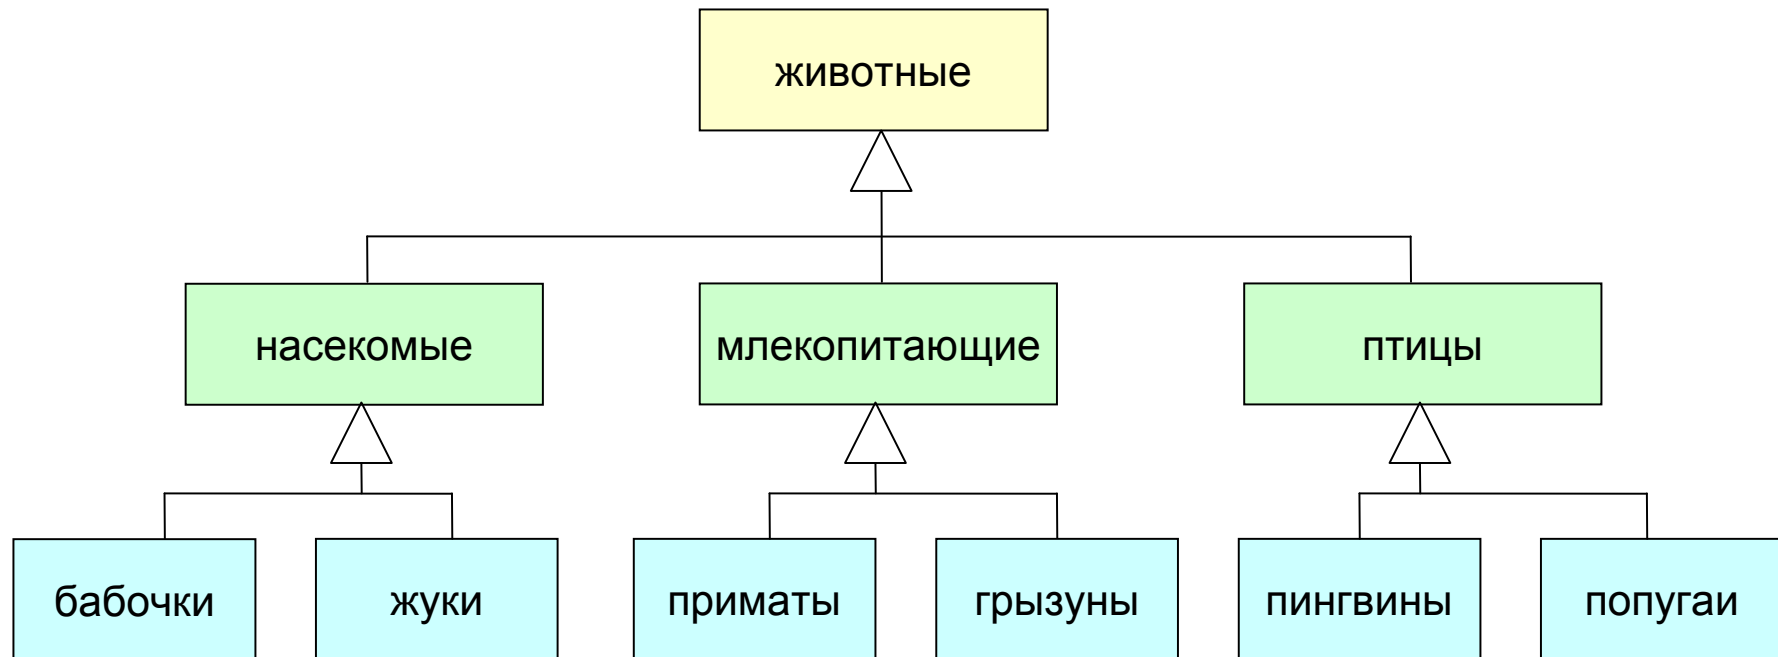 животные
насекомые
млекопитающие
птицы
бабочки
жуки
приматы
грызуны
пингвины
попугаи